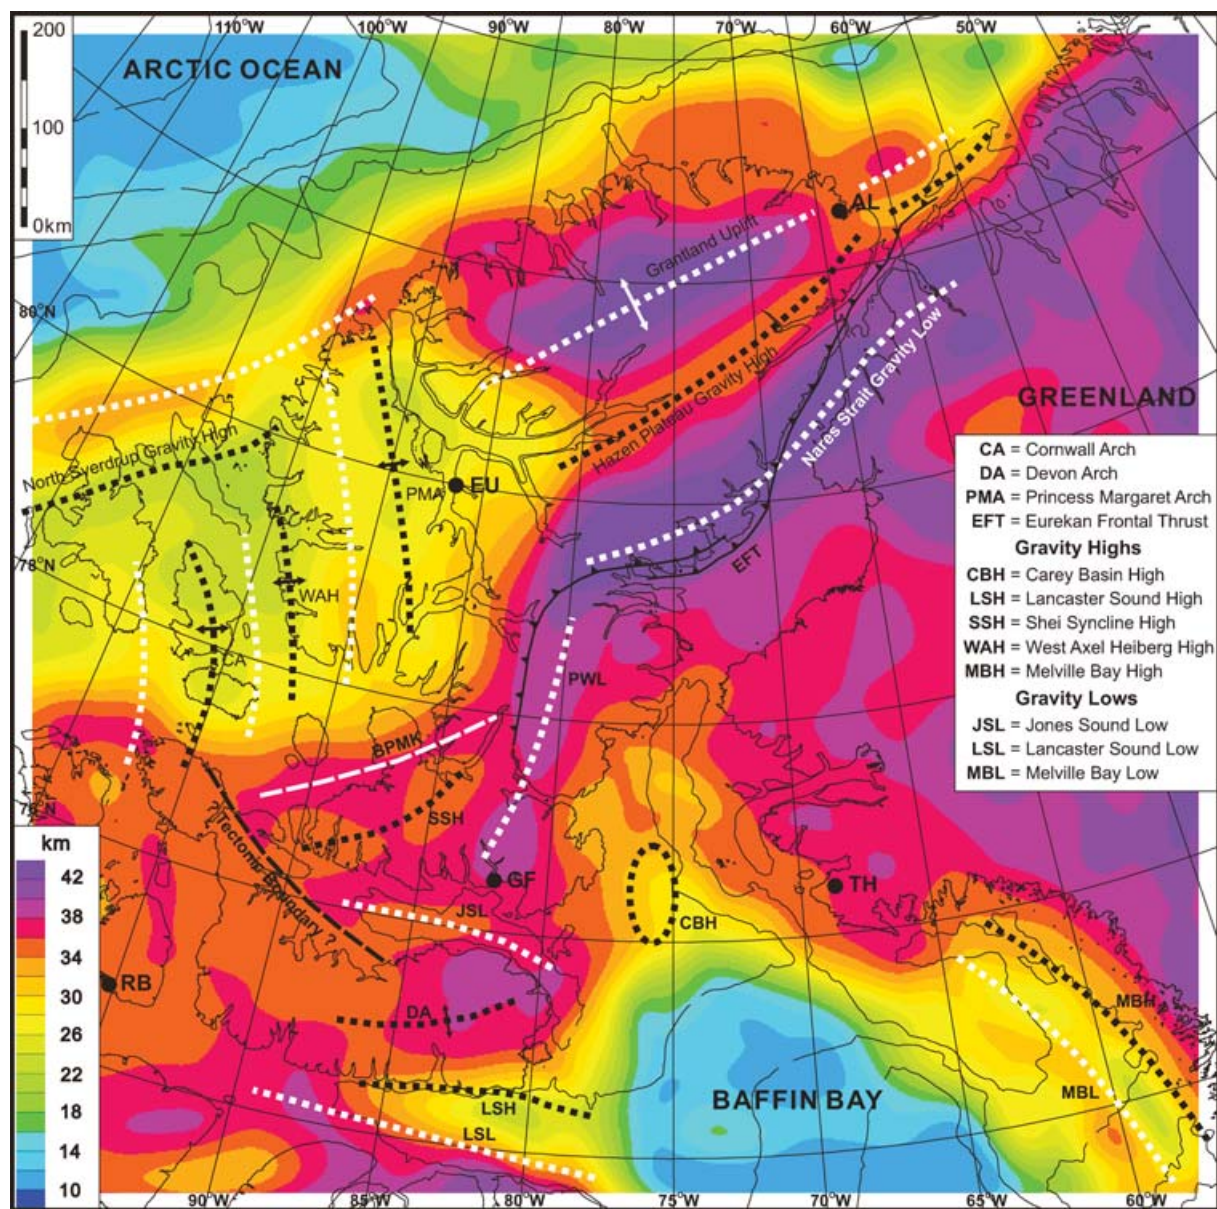 110°W
100°W
90°W
80°W
70°W
60°W
50°W
200
100
0km
ARCTIC OCEAN
AL
Grantland Uplift
80°N
GREENLAND
Nares Strait Gravity Low
Hazen Plateau Gravity High
North Sverdrup Gravity High
PMA
EU
78°N
EFT
WAH
CA
PWL
CA = Cornwall Arch
DA = Devon Arch
PMA = Princess Margaret Arch
EFT = Eurekan Frontal Thrust
Gravity Highs
CBH = Carey Basin High
LSH = Lancaster Sound High
SSH = Shei Syncline High
WAH = West Axel Heiberg High
MBH = Melville Bay High
Gravity Lows
JSL = Jones Sound Low
LSL = Lancaster Sound Low
MBL = Melville Bay Low
76°N
SSH
Tectonic Boundary ?
km
42
38
34
30
26
22
18
14
10
GF
TH
JSL
CBH
RB
DA
MBH
MBL
LSH
LSL
BAFFIN BAY
90°W
85°W
80°W
75°W
70°W
65°W
60°W